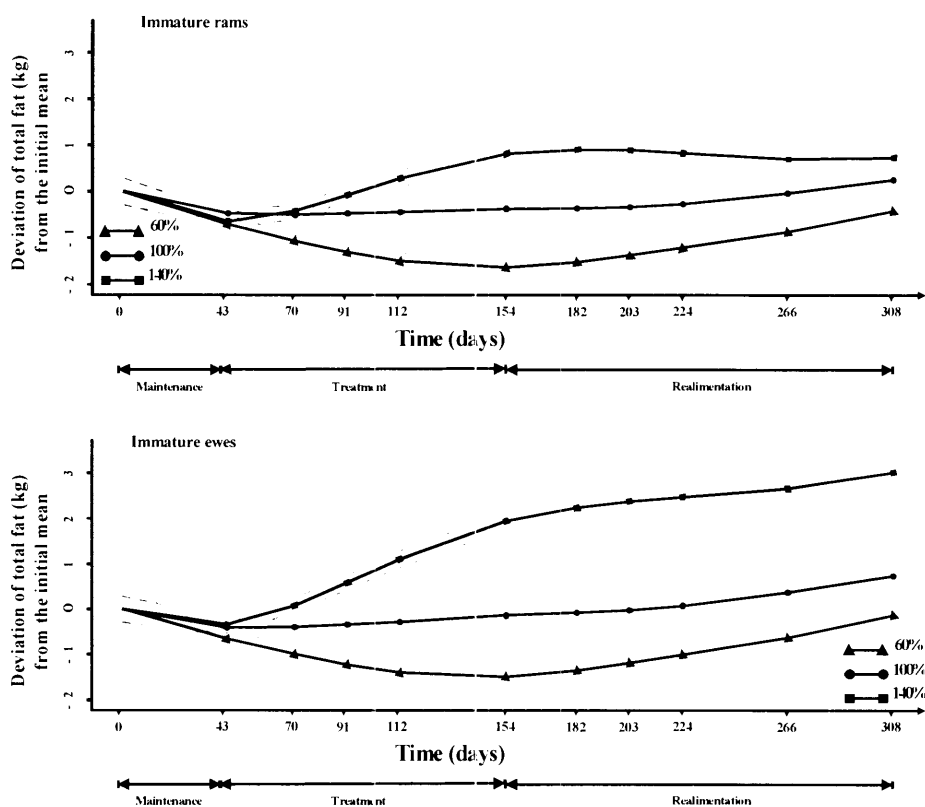 Immature rams
Deviation of total fat (kg)
from the initial mean
3
2
1
0
- 1
- 2
60%
100%
140%
0 43 70 91 112 154 182 203 224 266 308
Time (days)
Maintenance Treatment Realimentation
Immature ewes
Deviation of total fat (kg)
from the initial mean
3
2
1
0
- 1
- 2
60%
100%
140%
0 43 70 91 112 154 182 203 224 266 308
Time (days)
Maintenance Treatment Realimentation